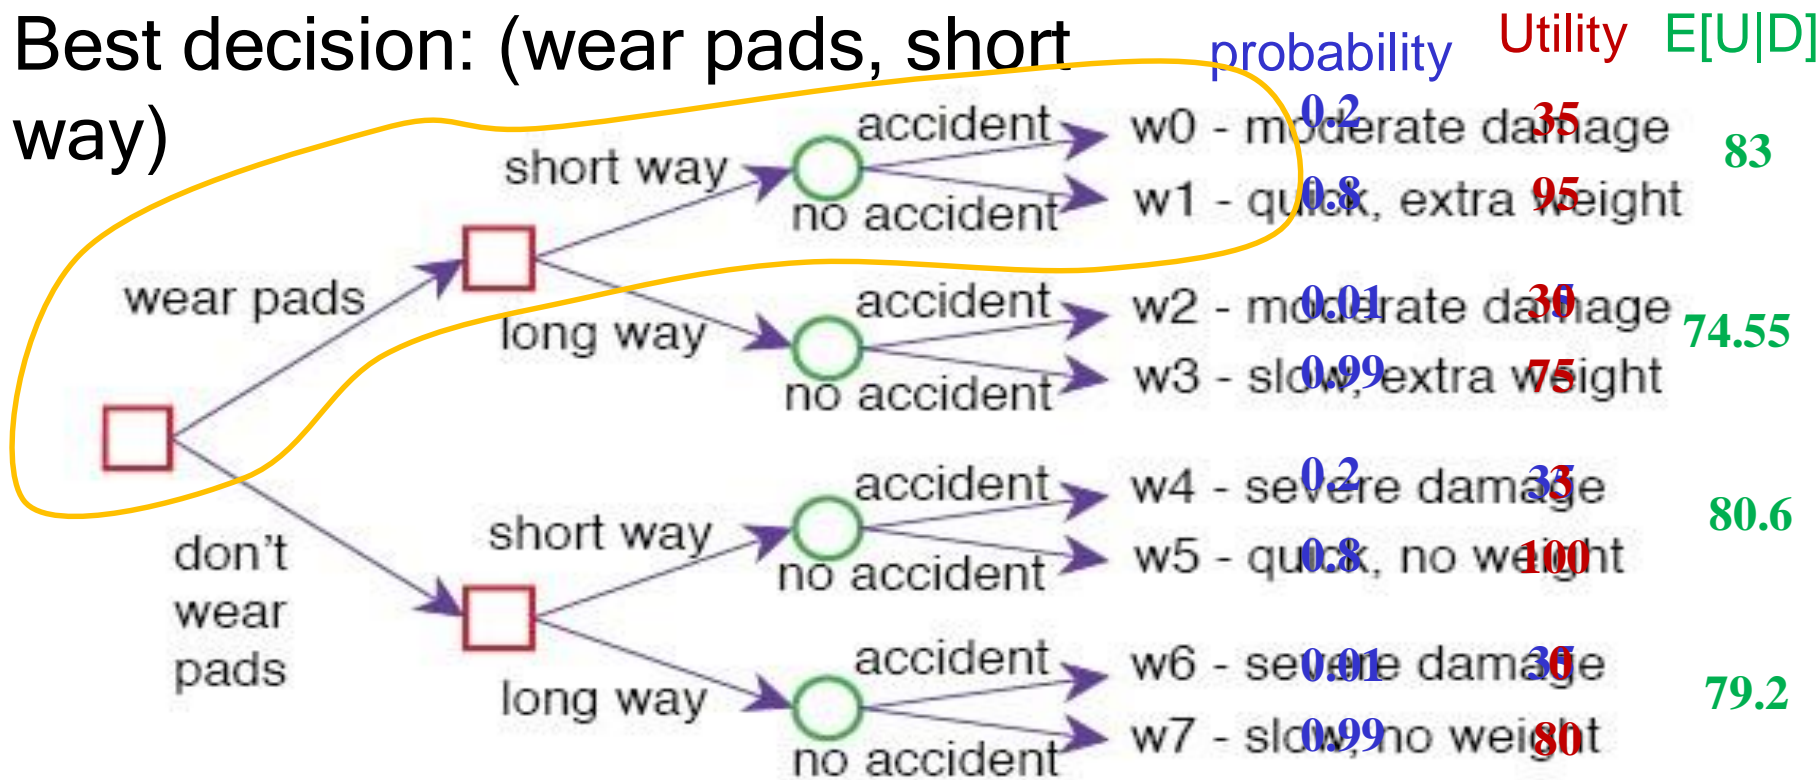 Best decision: (wear pads, short
way)
probability Utility E[U|D]
accident
w0 - moderate damage
0.2
35
83
short way
no accident
w1 - quick, extra weight
0.8
95
wear pads
accident
w2 - moderate damage
0.01
30
74.55
long way
no accident
w3 - slow, extra weight
0.99
75
accident
w4 - severe damage
0.2
3
80.6
short way
no accident
w5 - quick, no weight
0.8
100
don't
wear
pads
accident
w6 - severe damage
0.01
0
79.2
long way
no accident
w7 - slow, no weight
0.99
80